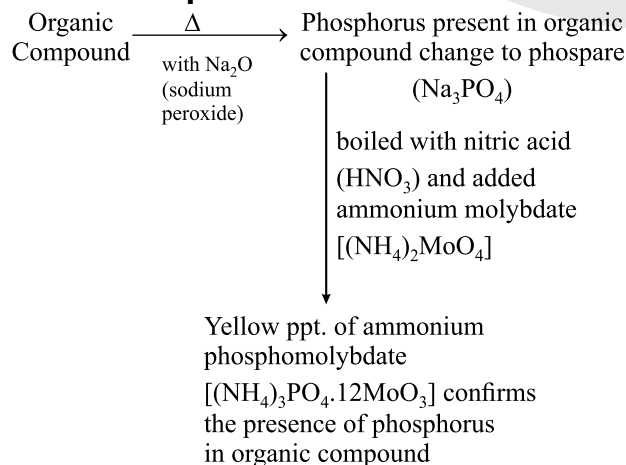 Organic
Compound
Δ
with Na₂O
(sodium
peroxide)
Phosphorus present in organic
compound change to phospare
(Na₃PO₄)
boiled with nitric acid
(HNO₃) and added
ammonium molybdate
[(NH₄)₂MoO₄]
Yellow ppt. of ammonium
phosphomolybdate
[(NH₄)₃PO₄.12MoO₃] confirms
the presence of phosphorus
in organic compound